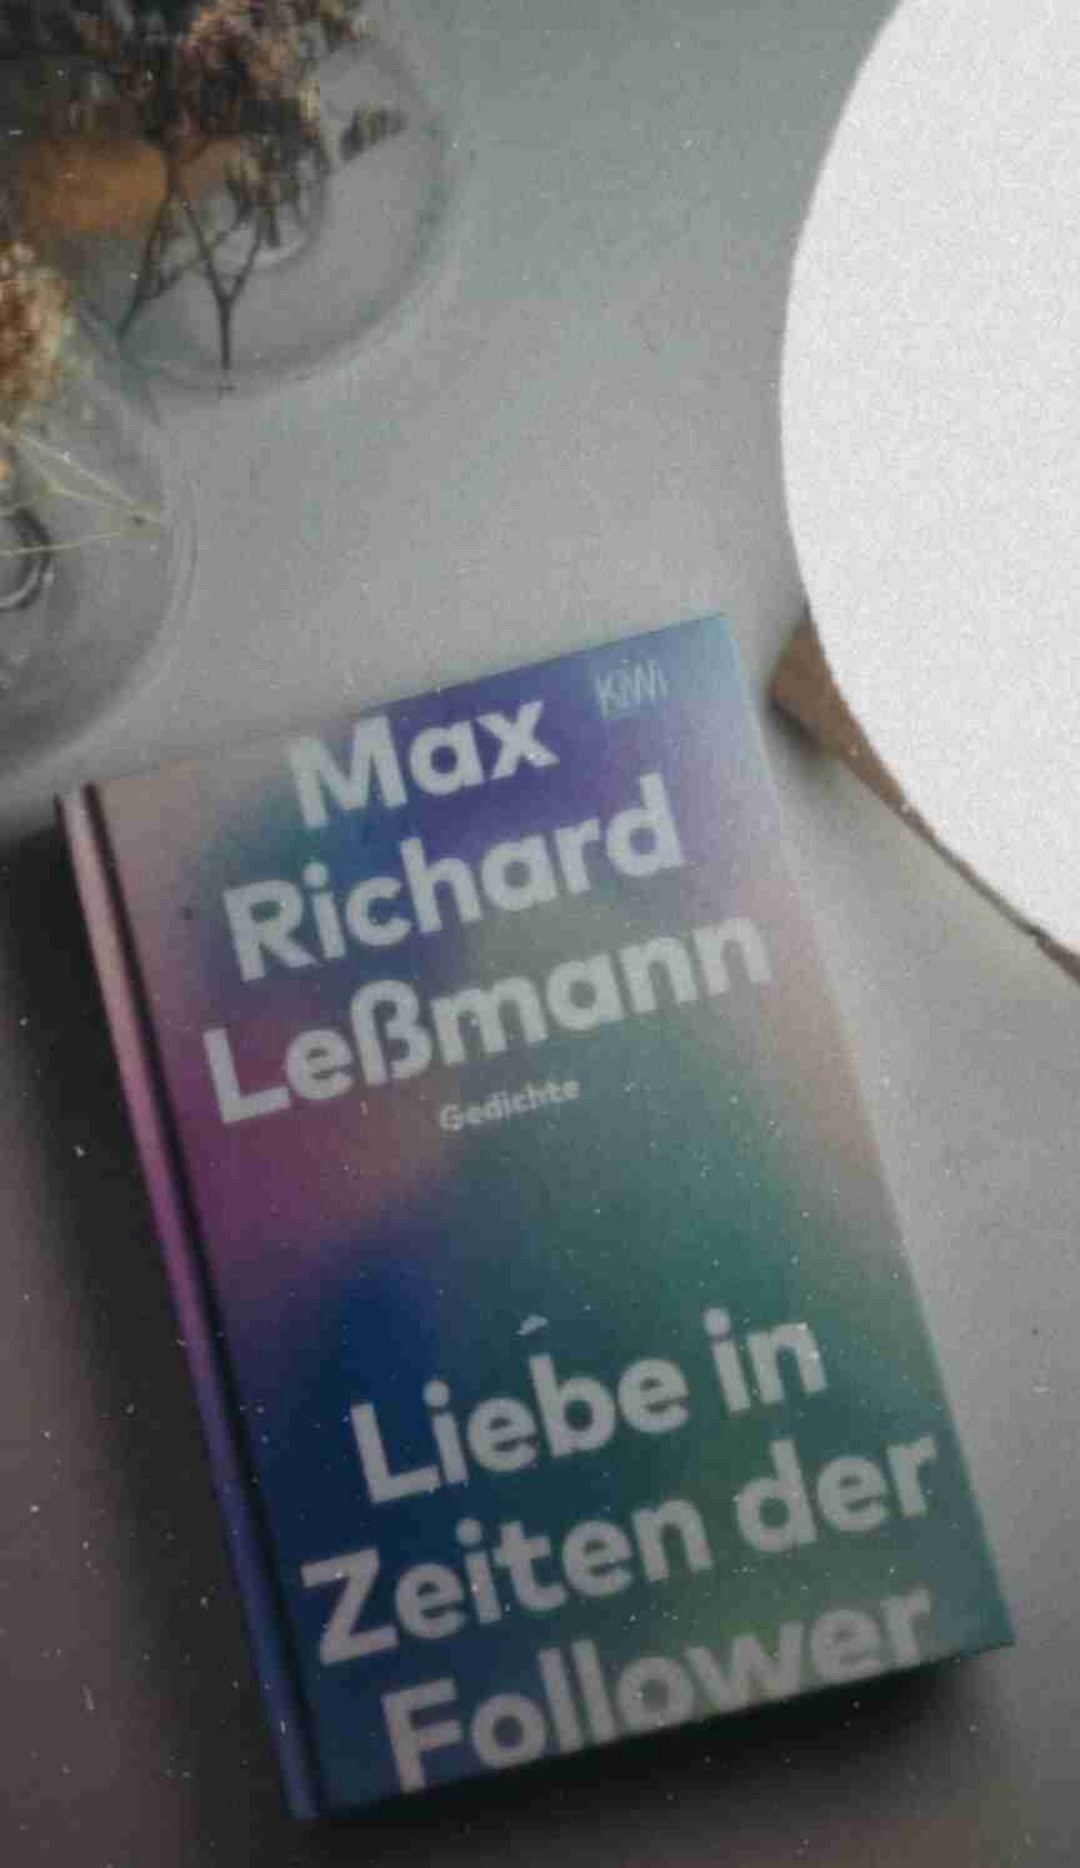 KiWi
Max
Richard
Leßmann
Gedichte
Liebe in
Zeiten der
Follower